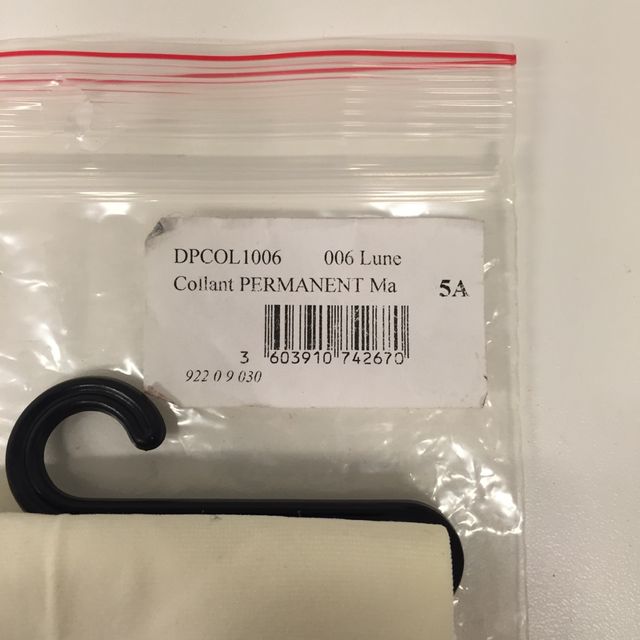 DPCOL1006 006 Lune
Collant PERMANENT Ma 5A
3 603910 742670
922 0 9 030